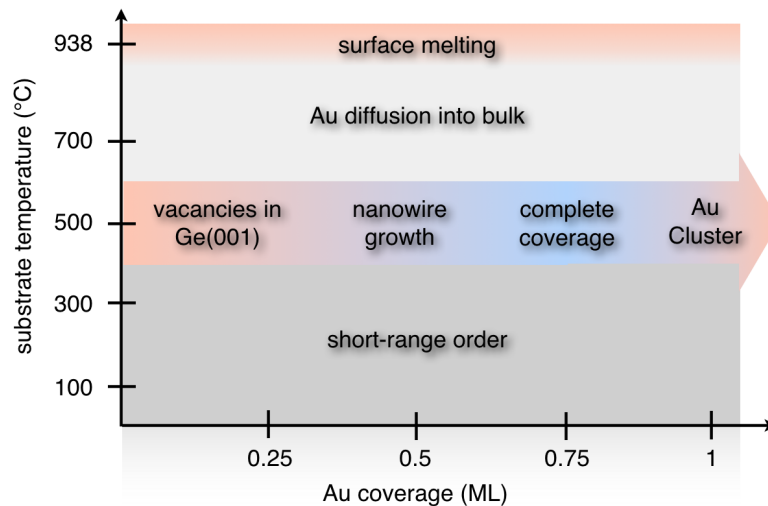 938
surface melting
Au diffusion into bulk
700
substrate temperature (°C)
vacancies in
Ge(001)
nanowire
growth
complete
coverage
Au
Cluster
500
300
short-range order
100
0.25
0.5
0.75
1
Au coverage (ML)